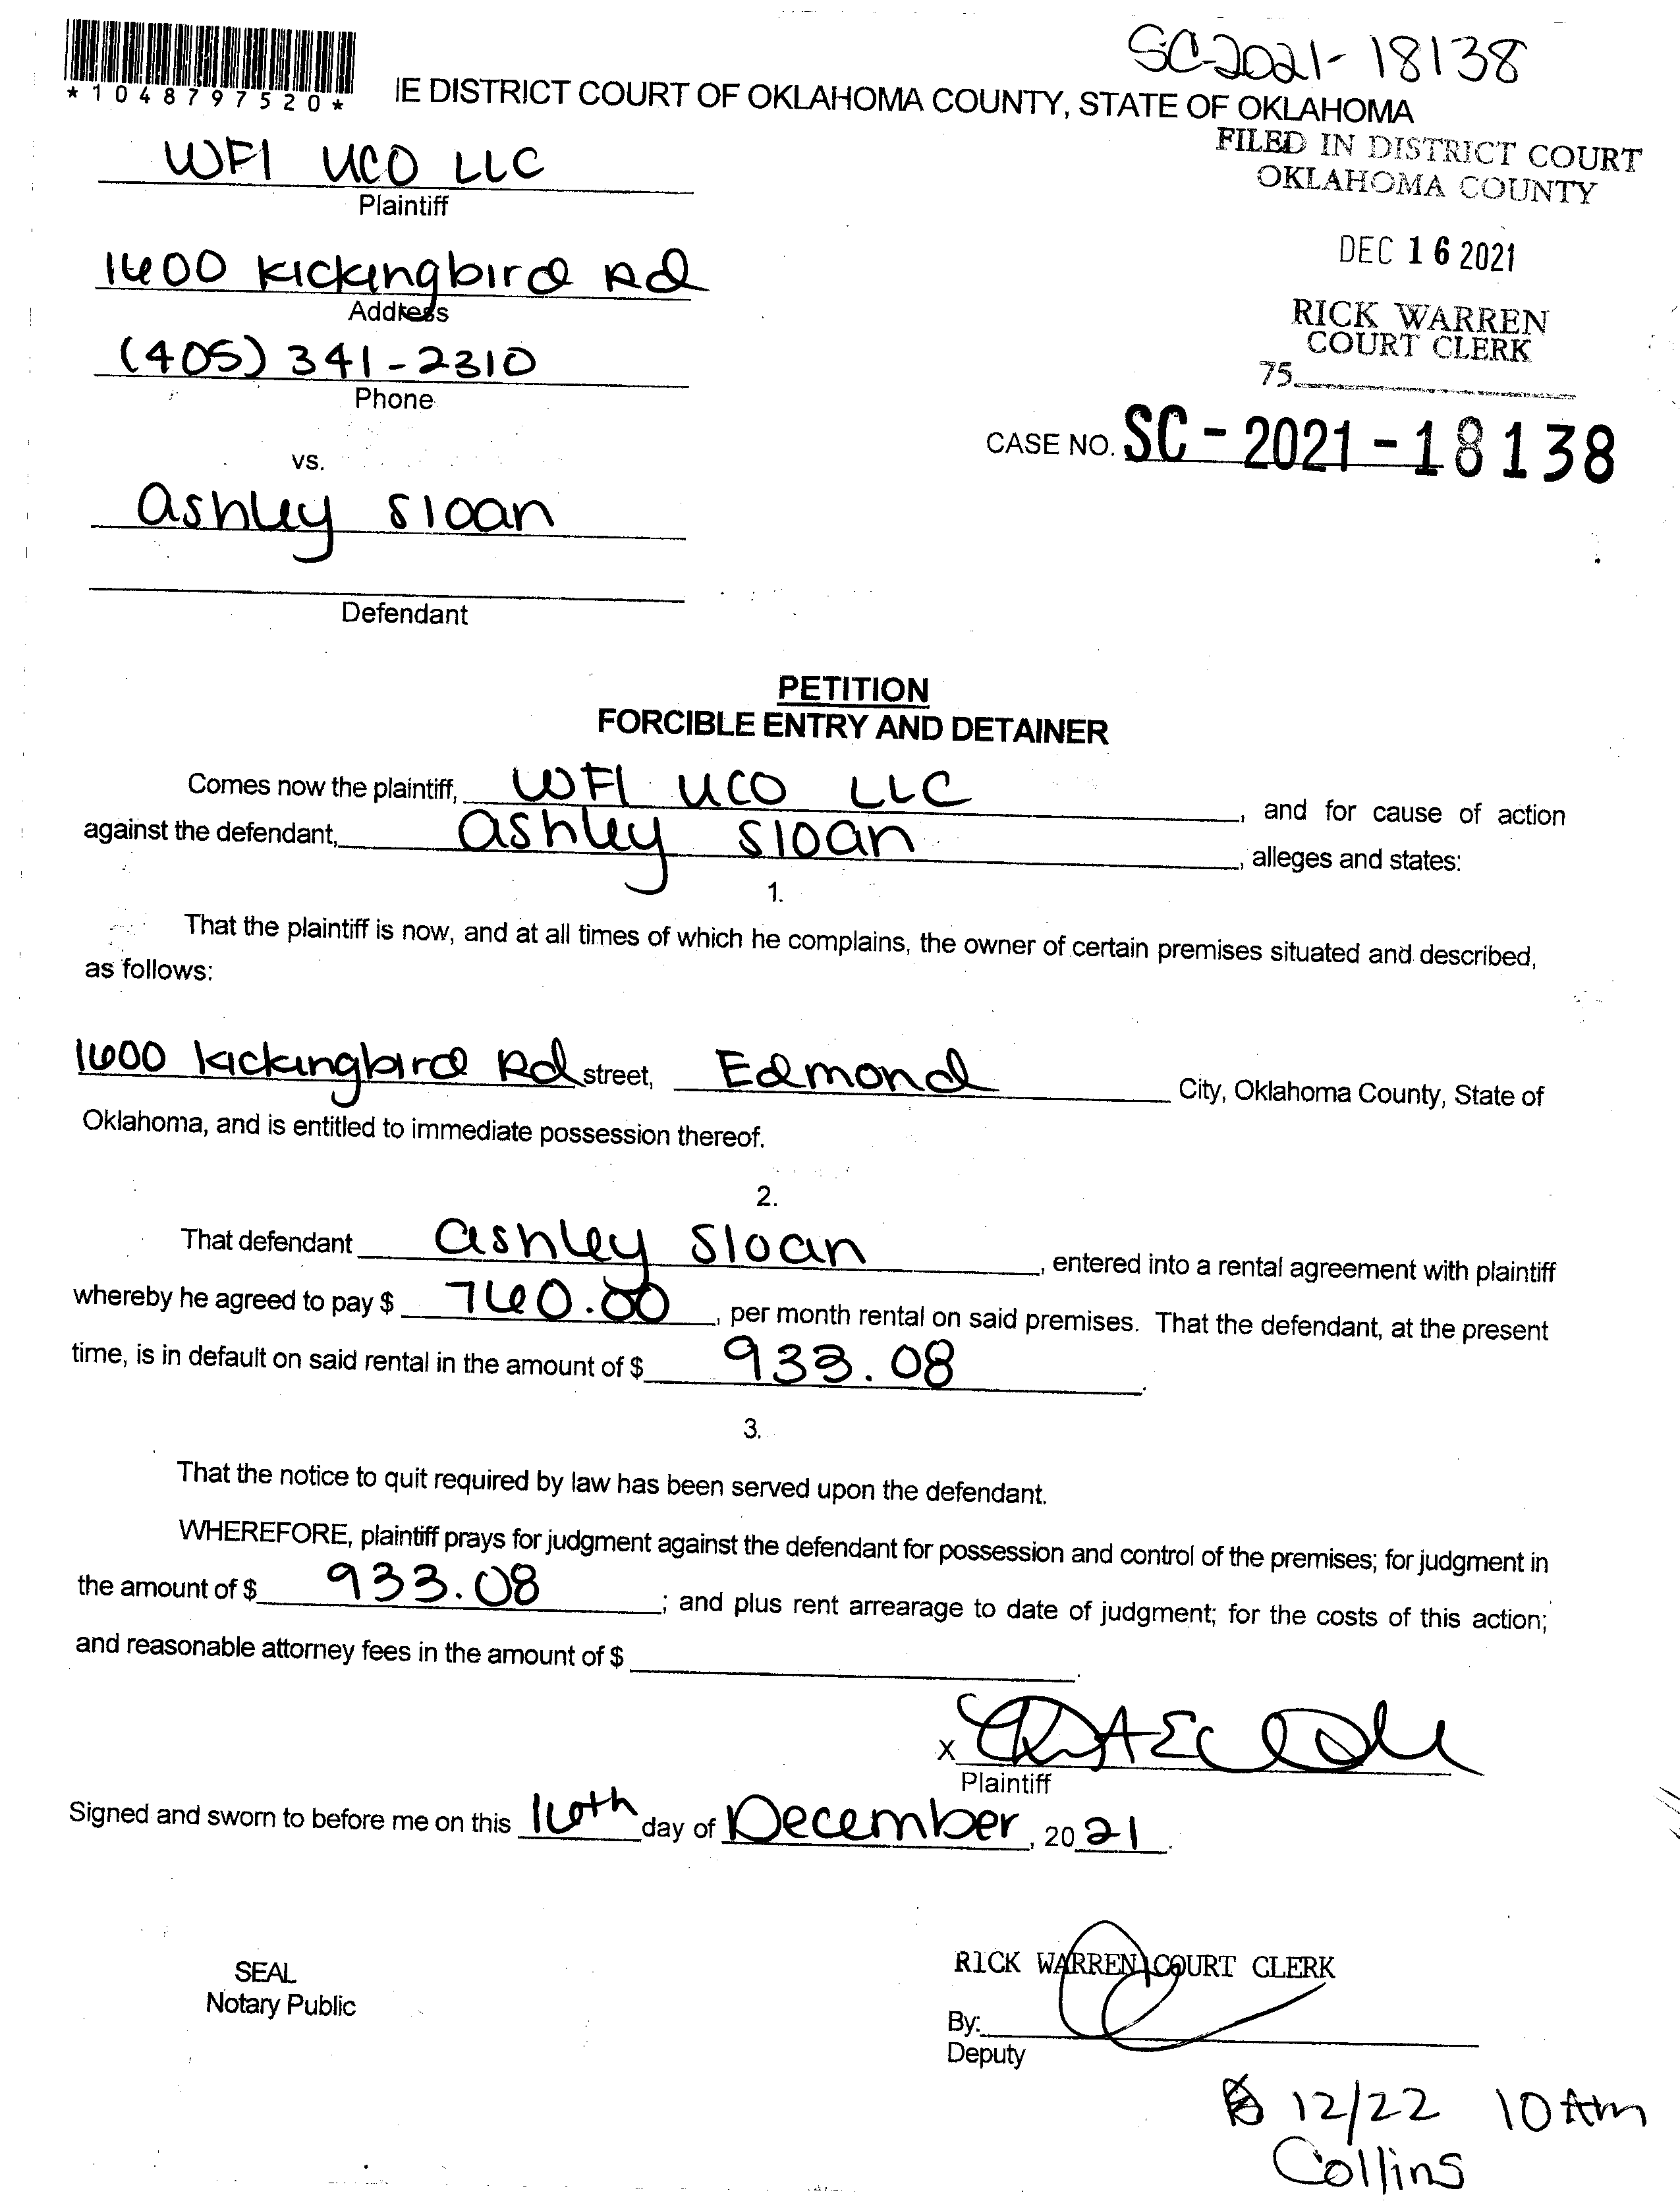 SC-2021-18138
*1048797520*
IE DISTRICT COURT OF OKLAHOMA COUNTY, STATE OF OKLAHOMA
FILED IN DISTRICT COURT
OKLAHOMA COUNTY
WFI UCO LLC
Plaintiff
DEC 16 2021
1600 Kickingbird Rd
Address
RICK WARREN
COURT CLERK
75
(405) 341-2310
Phone
CASE NO. SC-2021-18138
vs.
Ashley Sloan
Defendant
PETITION
FORCIBLE ENTRY AND DETAINER
Comes now the plaintiff, WFI UCO LLC, and for cause of action
against the defendant, Ashley Sloan, alleges and states:
1.
That the plaintiff is now, and at all times of which he complains, the owner of certain premises situated and described,
as follows:
1600 Kickingbird Rd street, Edmond City, Oklahoma County, State of
Oklahoma, and is entitled to immediate possession thereof.
2.
That defendant Ashley Sloan, entered into a rental agreement with plaintiff
whereby he agreed to pay $ 760.00, per month rental on said premises. That the defendant, at the present
time, is in default on said rental in the amount of $ 933.08.
3.
That the notice to quit required by law has been served upon the defendant.
WHEREFORE, plaintiff prays for judgment against the defendant for possession and control of the premises; for judgment in
the amount of $ 933.08; and plus rent arrearage to date of judgment; for the costs of this action;
and reasonable attorney fees in the amount of $ .
X
Plaintiff
Signed and sworn to before me on this 16th day of December, 2021.
SEAL
Notary Public
RICK WARREN, COURT CLERK
By:
Deputy
12/22 10 Am
Collins